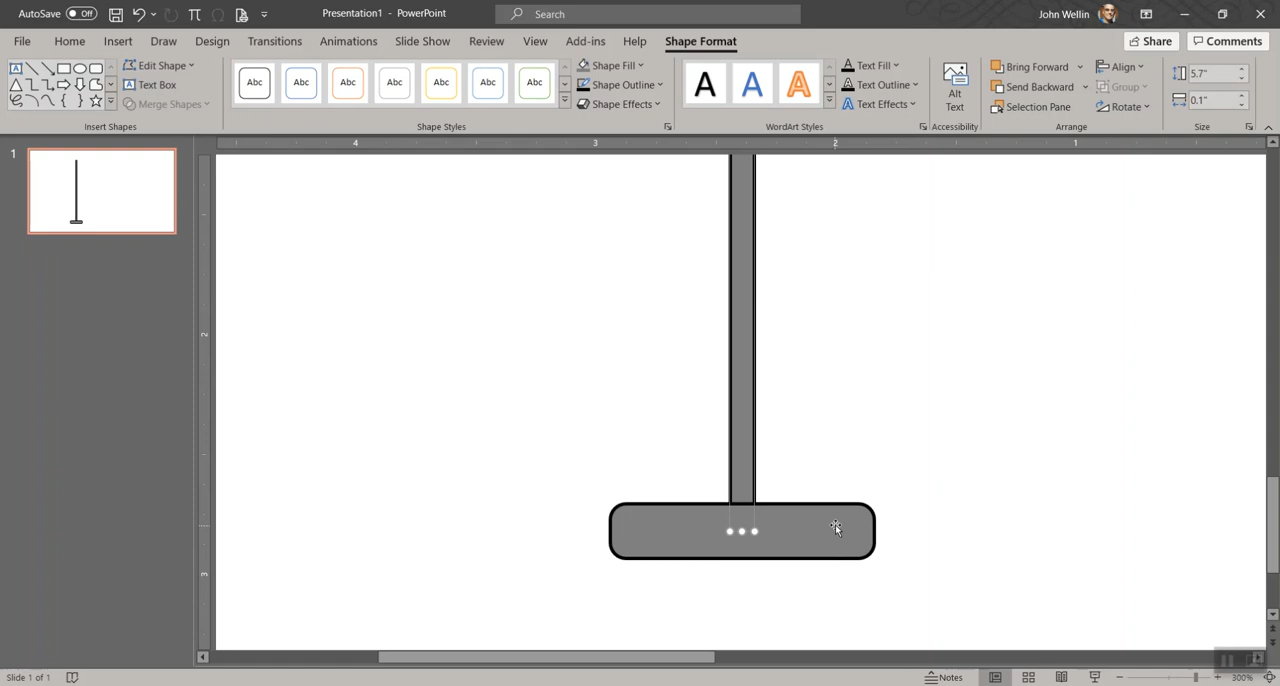 AutoSave Off Presentation1 - PowerPoint Search John Wellin
File Home Insert Draw Design Transitions Animations Slide Show Review View Add-ins Help Shape Format Share Comments
Edit Shape
Text Box
Merge Shapes
Insert Shapes
Abc Abc Abc Abc Abc Abc Abc
Shape Fill
Shape Outline
Shape Effects
Shape Styles
A A A
Text Fill
Text Outline
Text Effects
WordArt Styles
Alt
Text
Accessibility
Bring Forward
Send Backward
Selection Pane
Align
Group
Rotate
Arrange
5.7"
0.1"
Size
4 3 2 1
1
2
3
Slide 1 of 1 Notes 300%